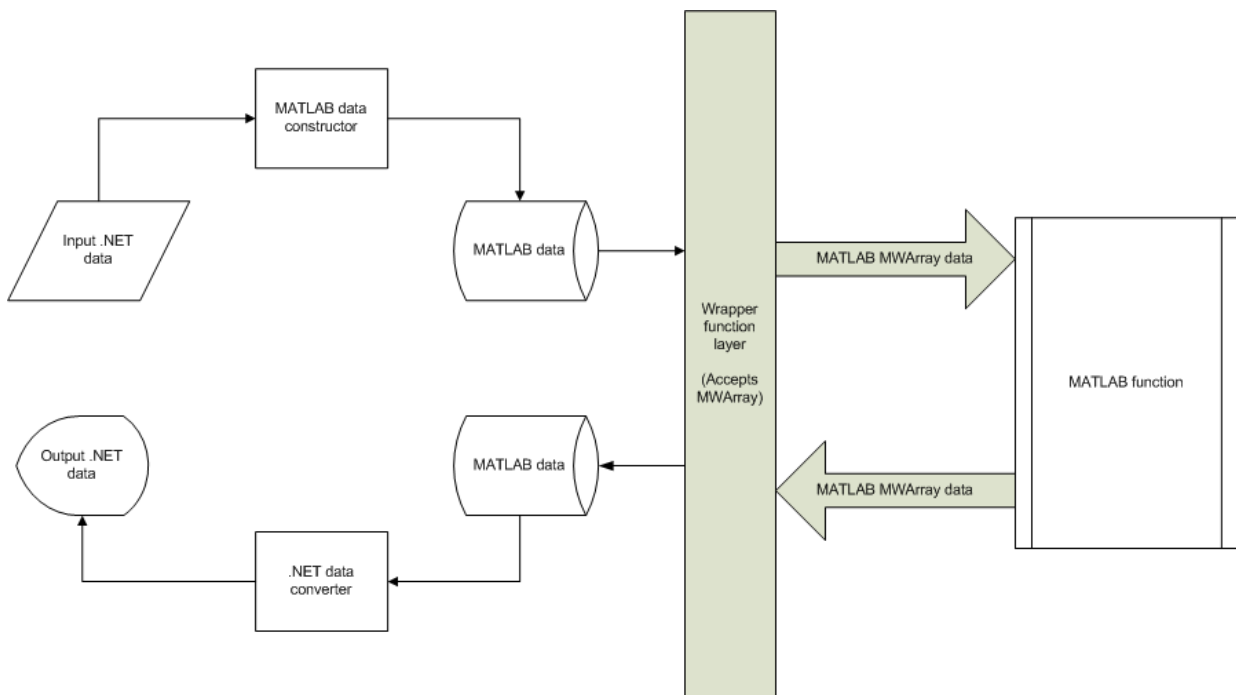 MATLAB data
constructor
Input .NET
data
MATLAB data
MATLAB MWArray data
Wrapper
function
layer
(Accepts
MWArray)
MATLAB function
Output .NET
data
MATLAB data
MATLAB MWArray data
.NET data
converter